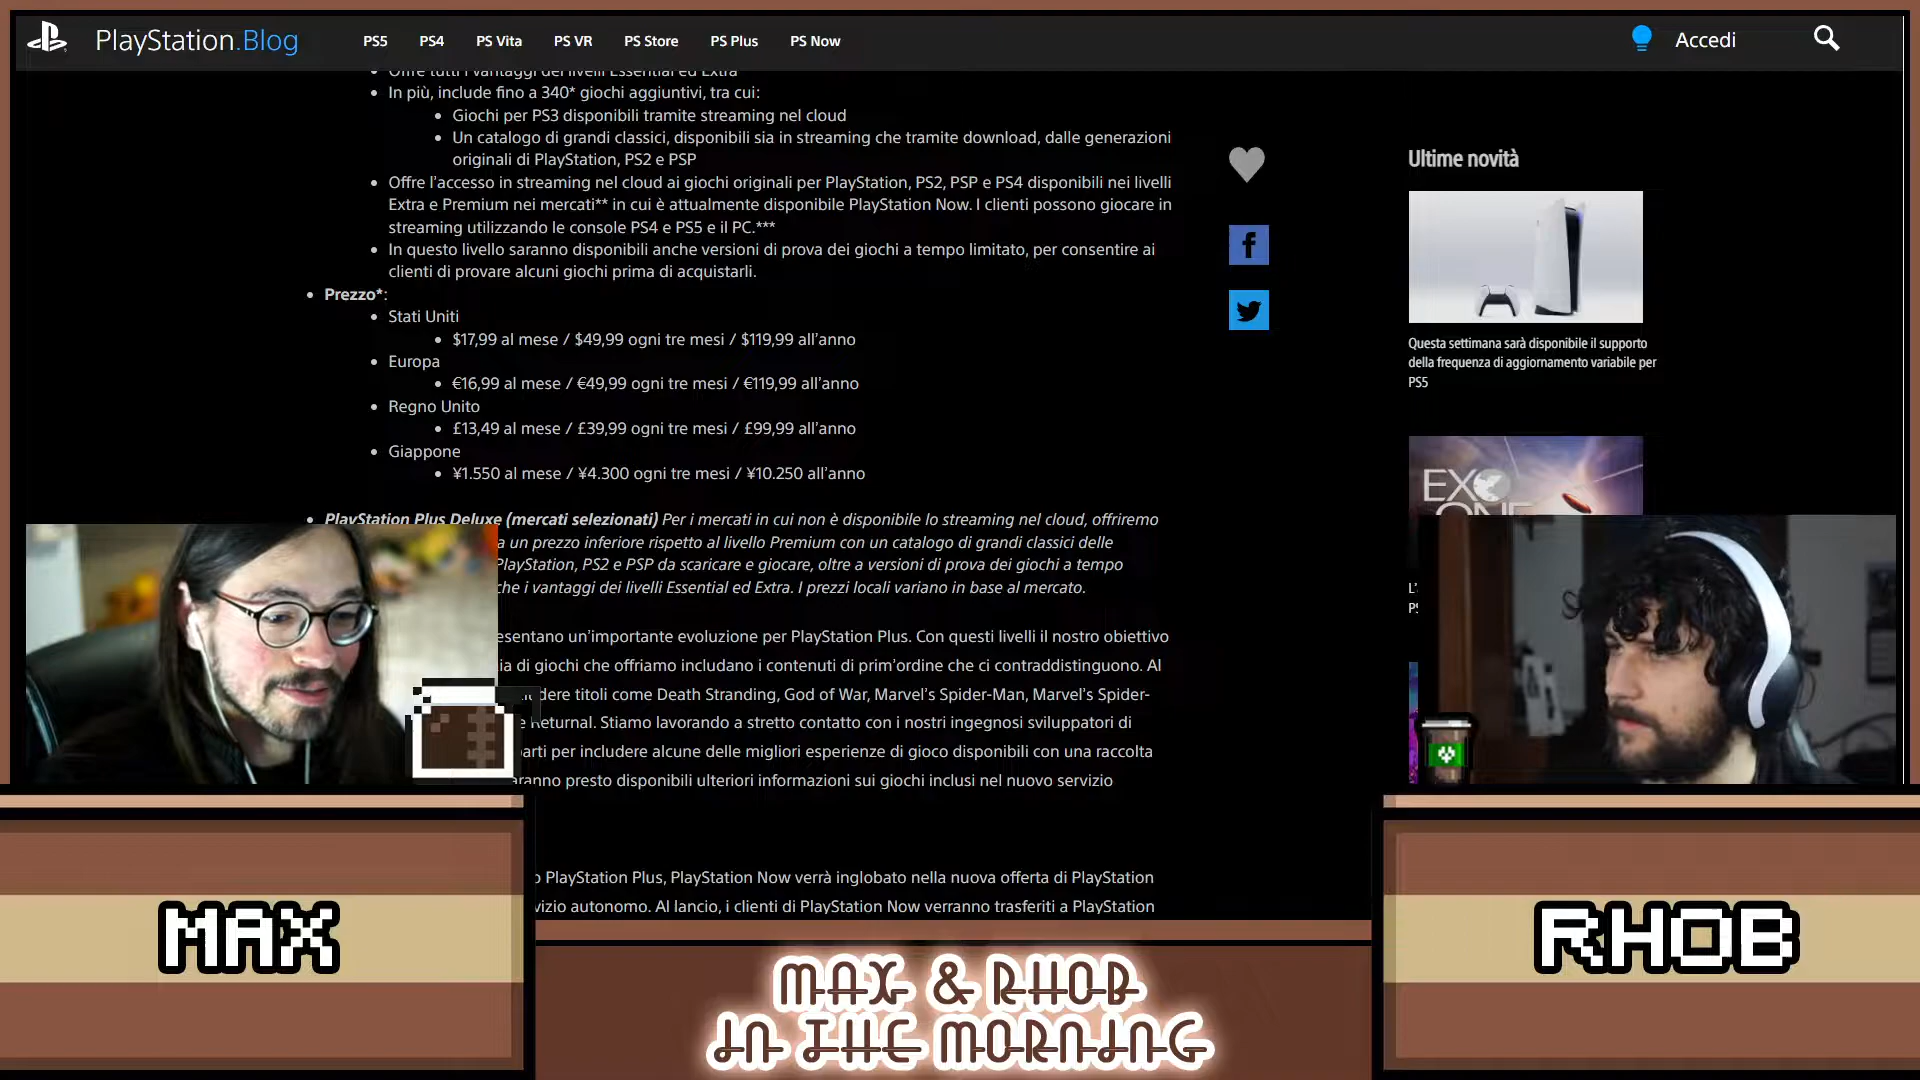 PlayStation.Blog
PS5 PS4 PS Vita PS VR PS Store PS Plus PS Now
Accedi
Offre tutti i vantaggi dei livelli Essential ed Extra
In più, include fino a 340* giochi aggiuntivi, tra cui:
Giochi per PS3 disponibili tramite streaming nel cloud
Un catalogo di grandi classici, disponibili sia in streaming che tramite download, dalle generazioni
originali di PlayStation, PS2 e PSP
Offre l'accesso in streaming nel cloud ai giochi originali per PlayStation, PS2, PSP e PS4 disponibili nei livelli
Extra e Premium nei mercati** in cui è attualmente disponibile PlayStation Now. I clienti possono giocare in
streaming utilizzando le console PS4 e PS5 e il PC.***
In questo livello saranno disponibili anche versioni di prova dei giochi a tempo limitato, per consentire ai
clienti di provare alcuni giochi prima di acquistarli.
Prezzo*:
Stati Uniti
$17,99 al mese / $49,99 ogni tre mesi / $119,99 all'anno
Europa
€16,99 al mese / €49,99 ogni tre mesi / €119,99 all'anno
Regno Unito
£13,49 al mese / £39,99 ogni tre mesi / £99,99 all'anno
Giappone
¥1.550 al mese / ¥4.300 ogni tre mesi / ¥10.250 all'anno
PlayStation Plus Deluxe (mercati selezionati) Per i mercati in cui non è disponibile lo streaming nel cloud, offriremo
a un prezzo inferiore rispetto al livello Premium con un catalogo di grandi classici delle
PlayStation, PS2 e PSP da scaricare e giocare, oltre a versioni di prova dei giochi a tempo
che i vantaggi dei livelli Essential ed Extra. I prezzi locali variano in base al mercato.
esentano un'importante evoluzione per PlayStation Plus. Con questi livelli il nostro obiettivo
ia di giochi che offriamo includano i contenuti di prim'ordine che ci contraddistinguono. Al
dere titoli come Death Stranding, God of War, Marvel's Spider-Man, Marvel's Spider-
e Returnal. Stiamo lavorando a stretto contatto con i nostri ingegnosi sviluppatori di
arti per includere alcune delle migliori esperienze di gioco disponibili con una raccolta
aranno presto disponibili ulteriori informazioni sui giochi inclusi nel nuovo servizio
o PlayStation Plus, PlayStation Now verrà inglobato nella nuova offerta di PlayStation
vizio autonomo. Al lancio, i clienti di PlayStation Now verranno trasferiti a PlayStation
Ultime novità
Questa settimana sarà disponibile il supporto
della frequenza di aggiornamento variabile per
PS5
EXO
ONE
L'
PS
MAX
RHOB
MAX & RHOB
IN THE MORNING